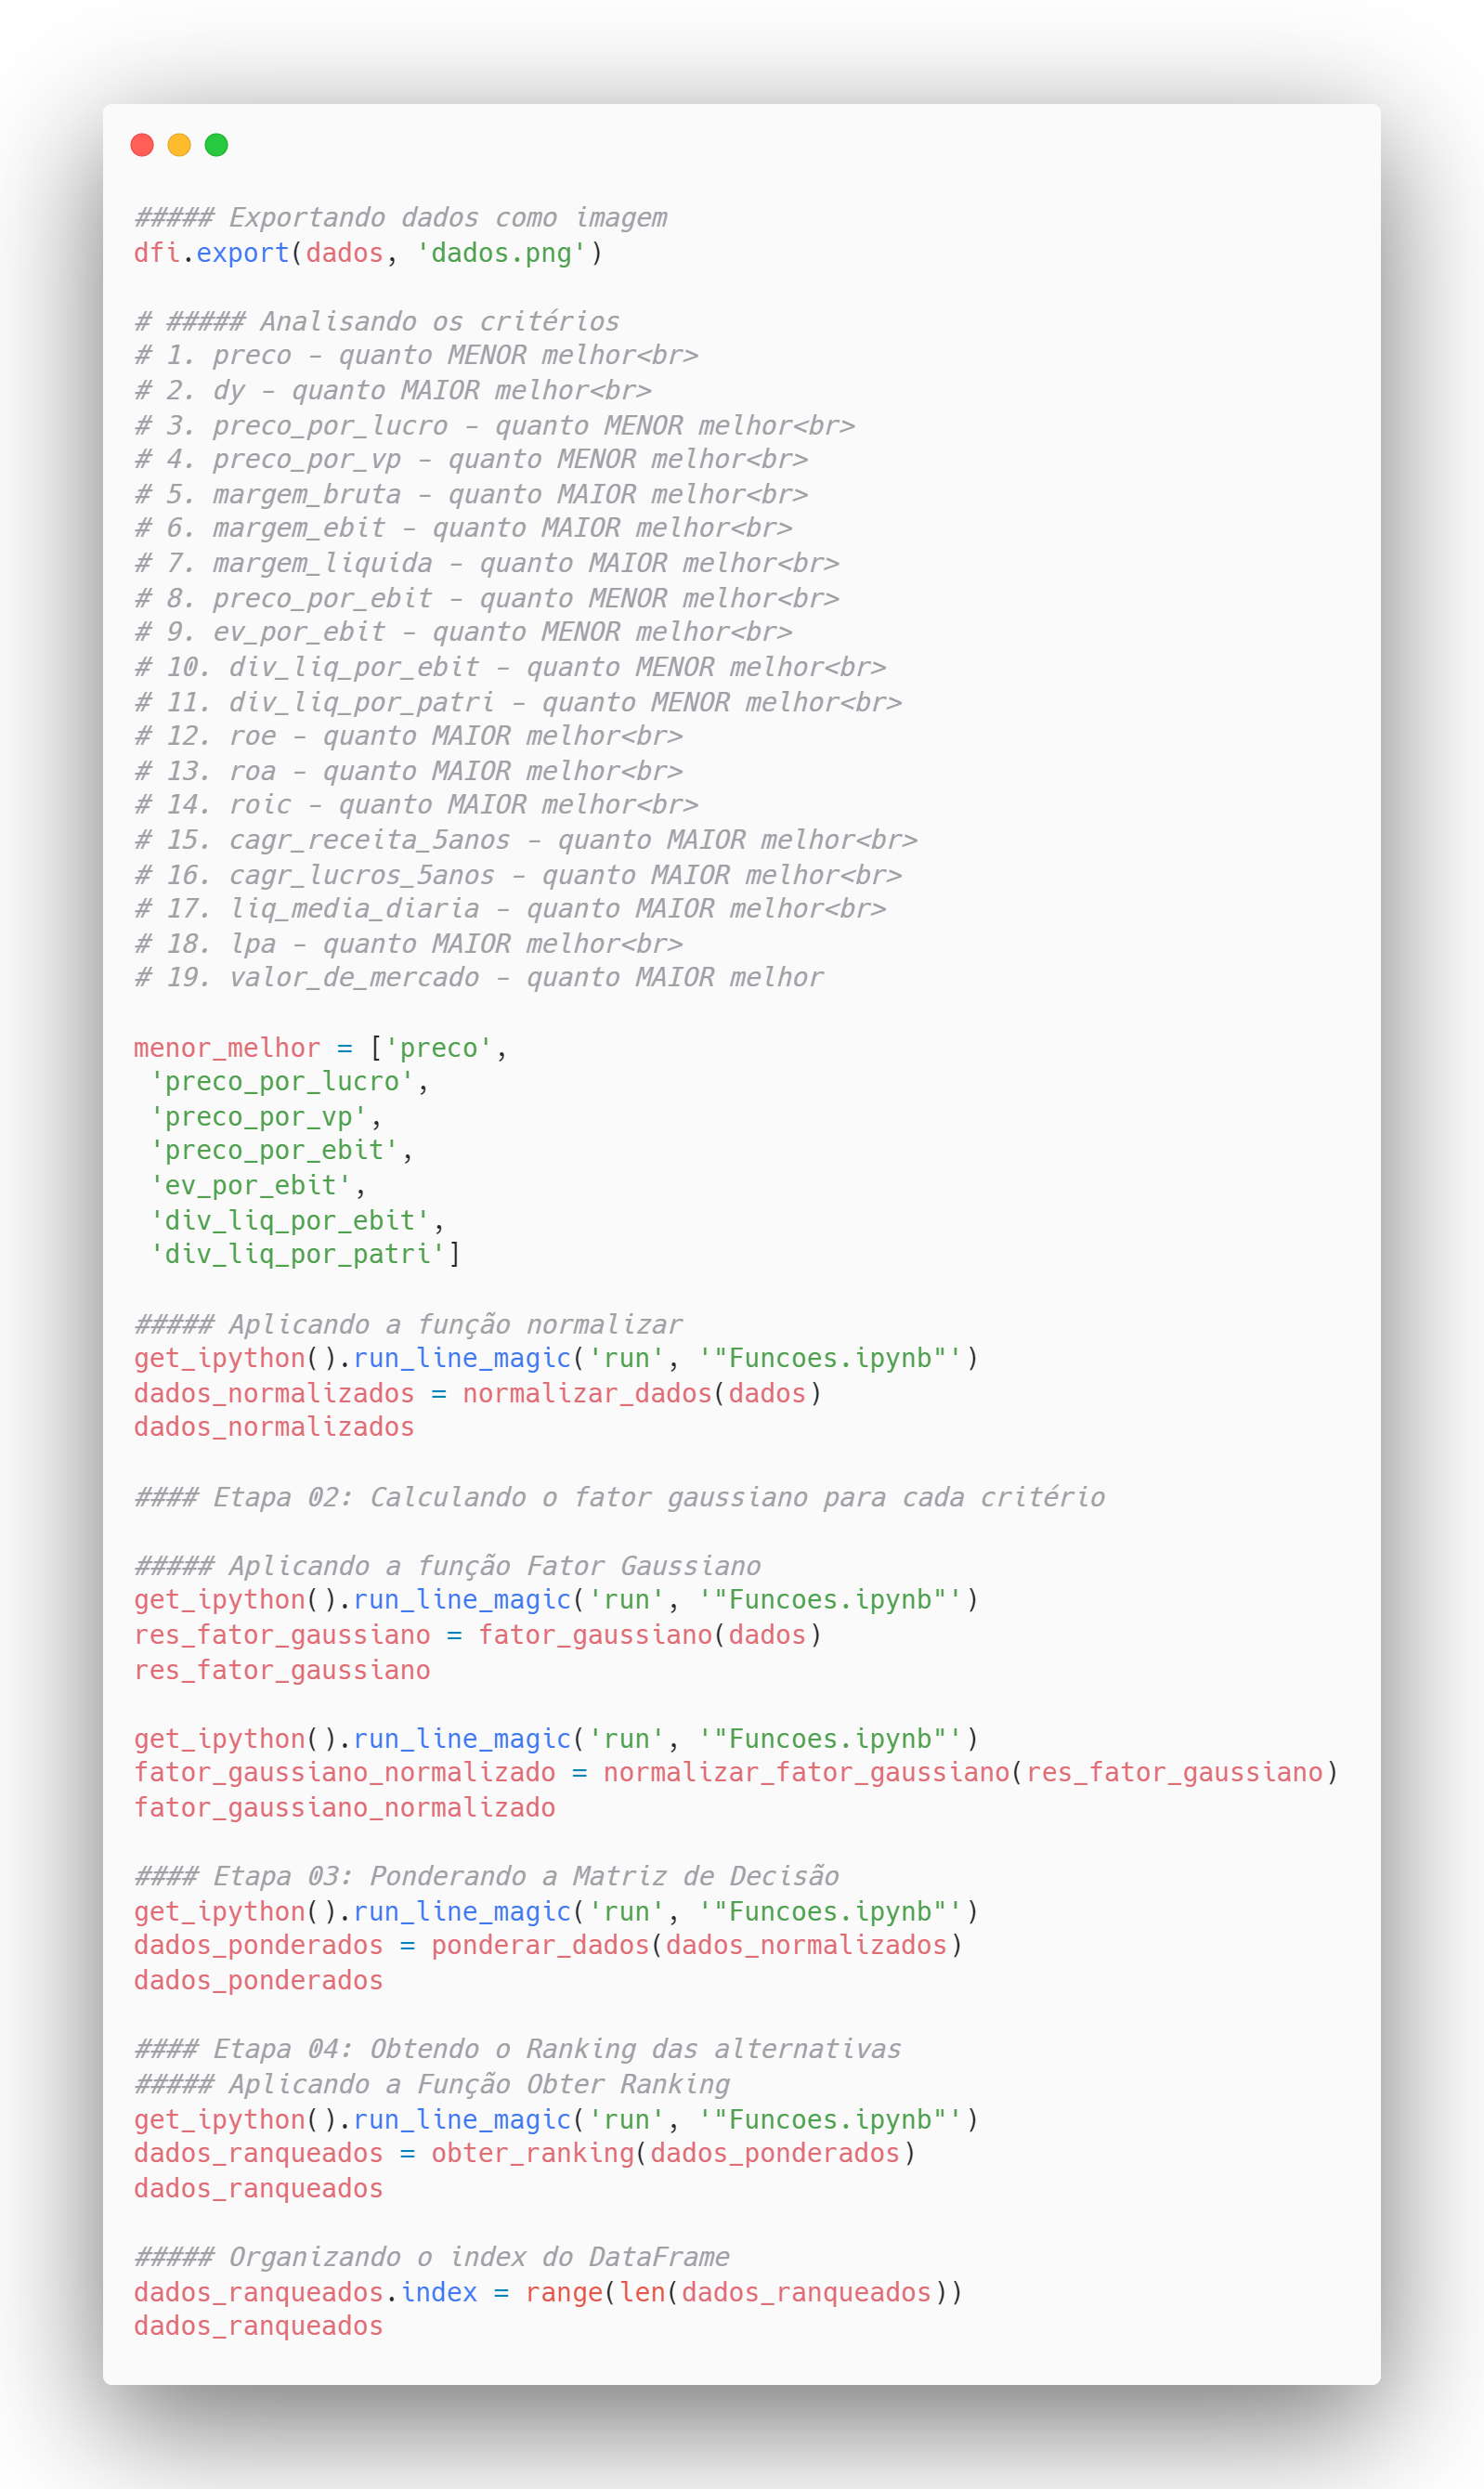 ##### Exportando dados como imagem
dfi.export(dados, 'dados.png')
# ##### Analisando os critérios
# 1. preco - quanto MENOR melhor<br>
# 2. dy - quanto MAIOR melhor<br>
# 3. preco_por_lucro - quanto MENOR melhor<br>
# 4. preco_por_vp - quanto MENOR melhor<br>
# 5. margem_bruta - quanto MAIOR melhor<br>
# 6. margem_ebit - quanto MAIOR melhor<br>
# 7. margem_liquida - quanto MAIOR melhor<br>
# 8. preco_por_ebit - quanto MENOR melhor<br>
# 9. ev_por_ebit - quanto MENOR melhor<br>
# 10. div_liq_por_ebit - quanto MENOR melhor<br>
# 11. div_liq_por_patri - quanto MENOR melhor<br>
# 12. roe - quanto MAIOR melhor<br>
# 13. roa - quanto MAIOR melhor<br>
# 14. roic - quanto MAIOR melhor<br>
# 15. cagr_receita_5anos - quanto MAIOR melhor<br>
# 16. cagr_lucros_5anos - quanto MAIOR melhor<br>
# 17. liq_media_diaria - quanto MAIOR melhor<br>
# 18. lpa - quanto MAIOR melhor<br>
# 19. valor_de_mercado - quanto MAIOR melhor
menor_melhor = ['preco',
 'preco_por_lucro',
 'preco_por_vp',
 'preco_por_ebit',
 'ev_por_ebit',
 'div_liq_por_ebit',
 'div_liq_por_patri']
##### Aplicando a função normalizar
get_ipython().run_line_magic('run', '"Funcoes.ipynb"')
dados_normalizados = normalizar_dados(dados)
dados_normalizados
#### Etapa 02: Calculando o fator gaussiano para cada critério
##### Aplicando a função Fator Gaussiano
get_ipython().run_line_magic('run', '"Funcoes.ipynb"')
res_fator_gaussiano = fator_gaussiano(dados)
res_fator_gaussiano
get_ipython().run_line_magic('run', '"Funcoes.ipynb"')
fator_gaussiano_normalizado = normalizar_fator_gaussiano(res_fator_gaussiano)
fator_gaussiano_normalizado
#### Etapa 03: Ponderando a Matriz de Decisão
get_ipython().run_line_magic('run', '"Funcoes.ipynb"')
dados_ponderados = ponderar_dados(dados_normalizados)
dados_ponderados
#### Etapa 04: Obtendo o Ranking das alternativas
##### Aplicando a Função Obter Ranking
get_ipython().run_line_magic('run', '"Funcoes.ipynb"')
dados_ranqueados = obter_ranking(dados_ponderados)
dados_ranqueados
##### Organizando o index do DataFrame
dados_ranqueados.index = range(len(dados_ranqueados))
dados_ranqueados